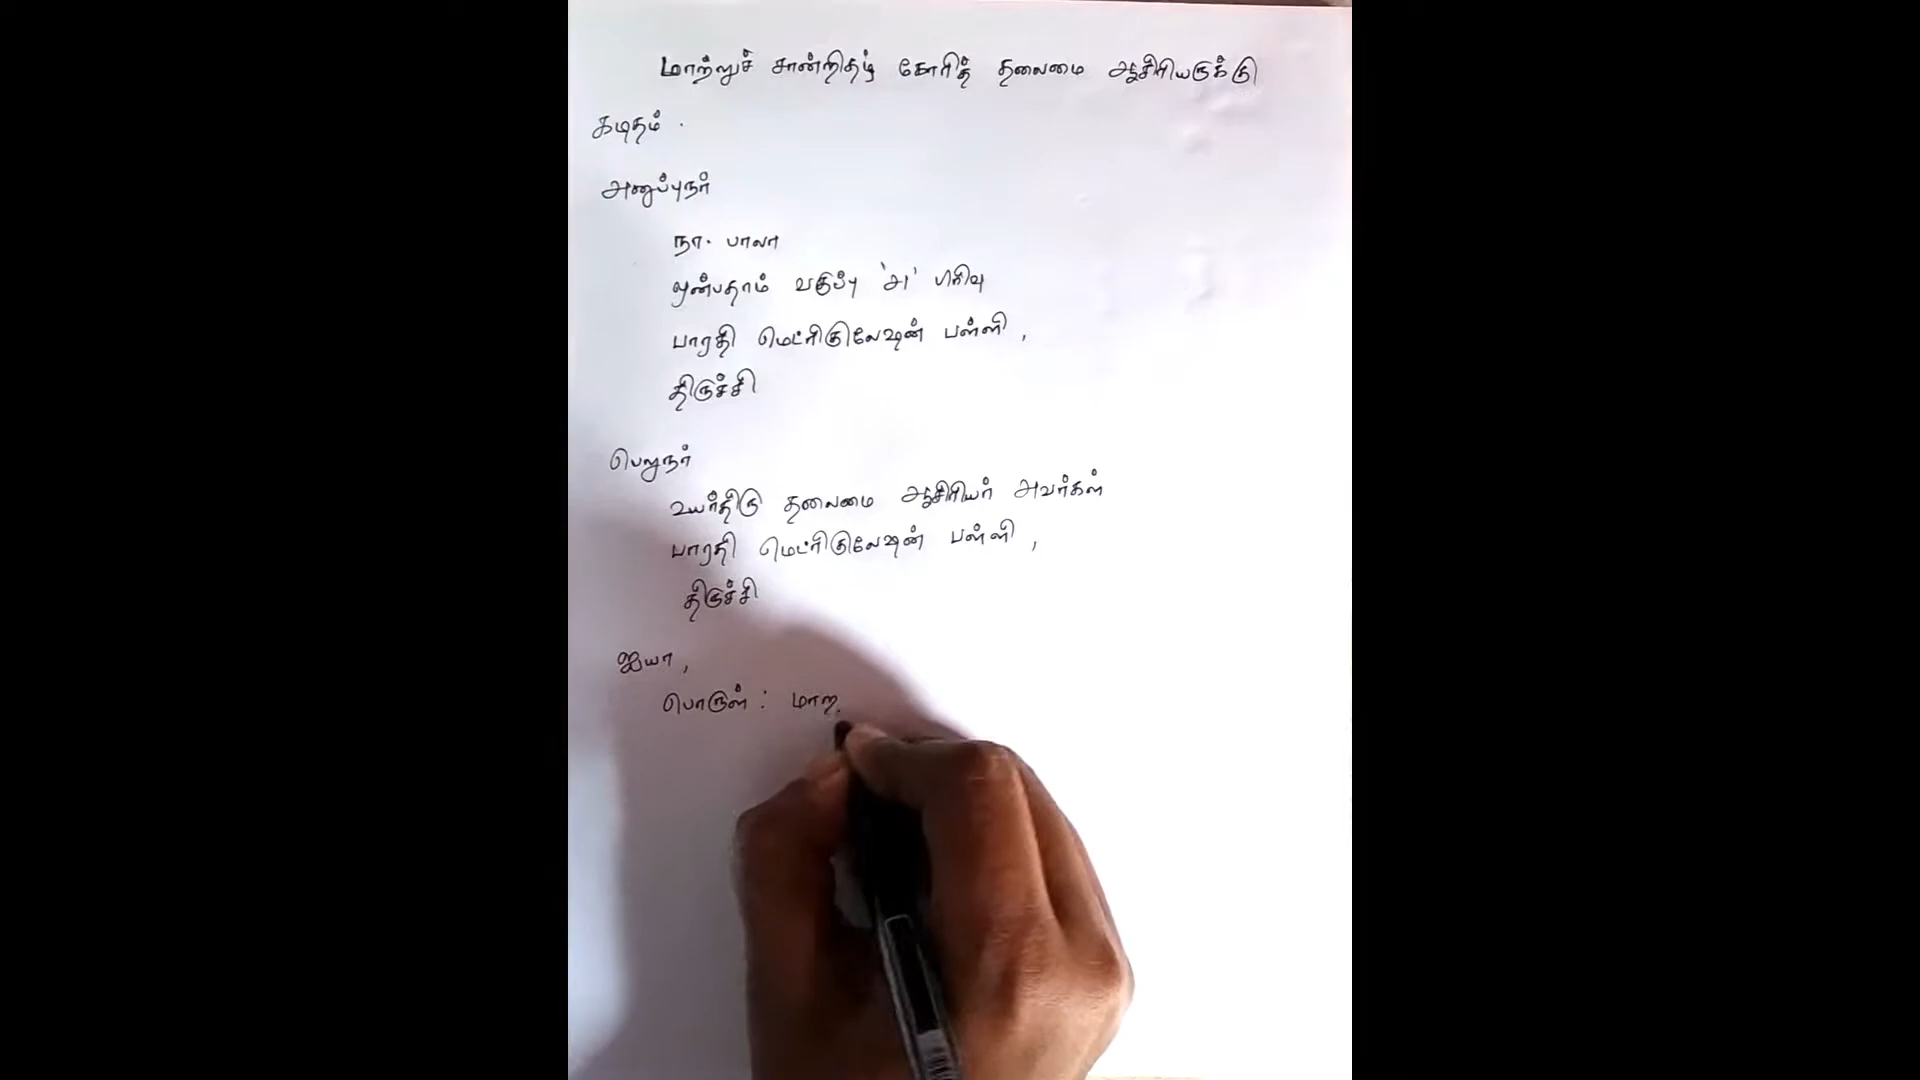 மாற்றுச் சான்றிதழ் கோரித் தலைமை ஆசிரியருக்கு
கடிதம் .
அனுப்புநர்
நா. பாலா
ஒன்பதாம் வகுப்பு 'அ' பிரிவு
பாரதி மெட்ரிகுலேஷன் பள்ளி ,
திருச்சி
பெறுநர்
உயர்திரு தலைமை ஆசிரியர் அவர்கள்
பாரதி மெட்ரிகுலேஷன் பள்ளி ,
திருச்சி
ஐயா ,
பொருள் : மாற